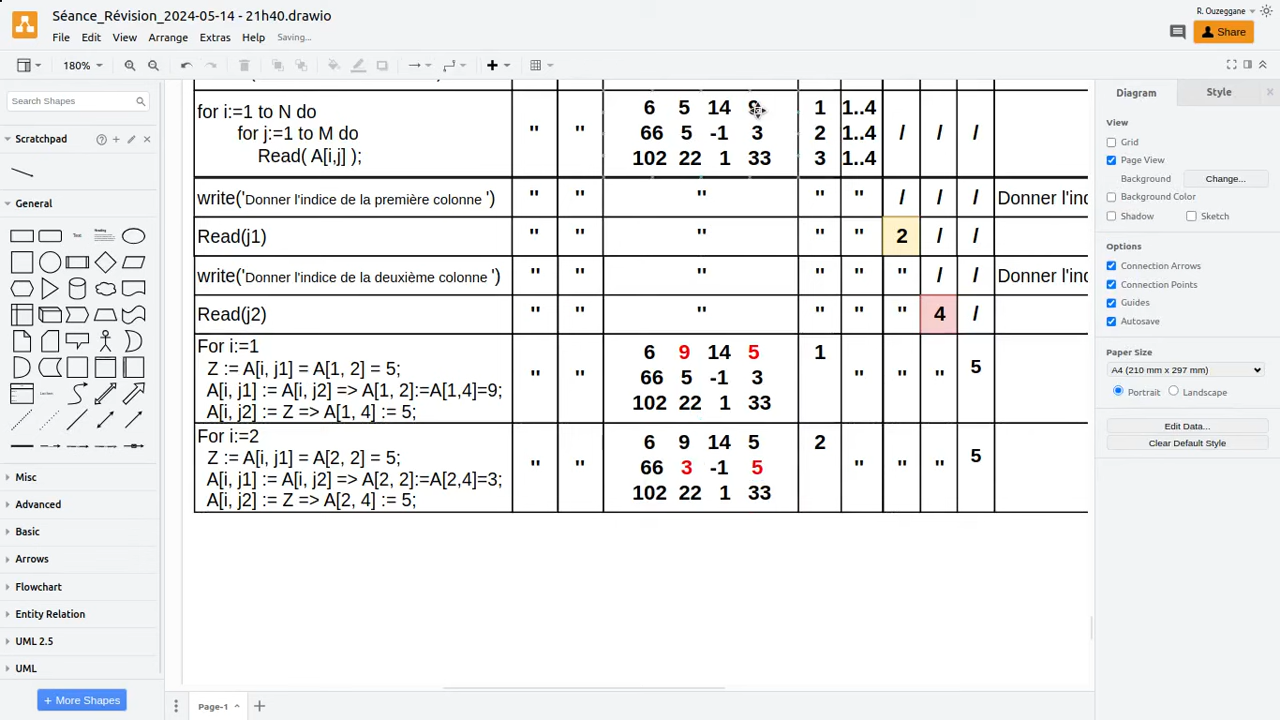 Séance_Révision_2024-05-14 - 21h40.drawio
R. Ouzeggane
File Edit View Arrange Extras Help Saving...
Share
180%
Search Shapes
Scratchpad
General
Text
Heading
Misc
Advanced
Basic
Arrows
Flowchart
Entity Relation
UML 2.5
UML
+ More Shapes
for i:=1 to N do
for j:=1 to M do
Read( A[i,j] );
" "
6 5 14 9
66 5 -1 3
102 22 1 33
1 1..4
2 1..4
3 1..4
/ / /
write('Donner l'indice de la première colonne ') " " " " " / / / Donner l'ind
Read(j1) " " " " " 2 / /
write('Donner l'indice de la deuxième colonne ') " " " " " " / / Donner l'ind
Read(j2) " " " " " " 4 /
For i:=1
Z := A[i, j1] = A[1, 2] = 5;
A[i, j1] := A[i, j2] => A[1, 2]:=A[1,4]=9;
A[i, j2] := Z => A[1, 4] := 5;
" "
6 9 14 5
66 5 -1 3
102 22 1 33
1 " " " 5
For i:=2
Z := A[i, j1] = A[2, 2] = 5;
A[i, j1] := A[i, j2] => A[2, 2]:=A[2,4]=3;
A[i, j2] := Z => A[2, 4] := 5;
" "
6 9 14 5
66 3 -1 5
102 22 1 33
2 " " " 5
Page-1
Diagram Style
View
Grid
Page View
Background Change...
Background Color
Shadow Sketch
Options
Connection Arrows
Connection Points
Guides
Autosave
Paper Size
A4 (210 mm x 297 mm)
Portrait Landscape
Edit Data...
Clear Default Style